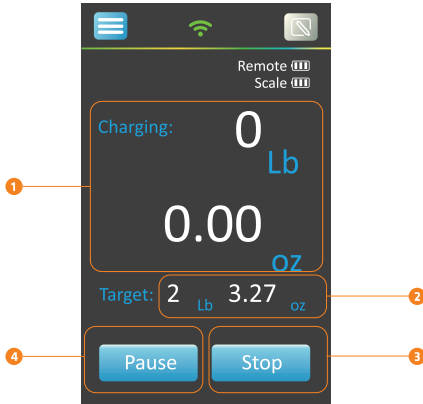 Remote
Scale
Charging: 0 Lb
1
0.00 oz
Target: 2 Lb 3.27 oz
2
4 Pause Stop 3